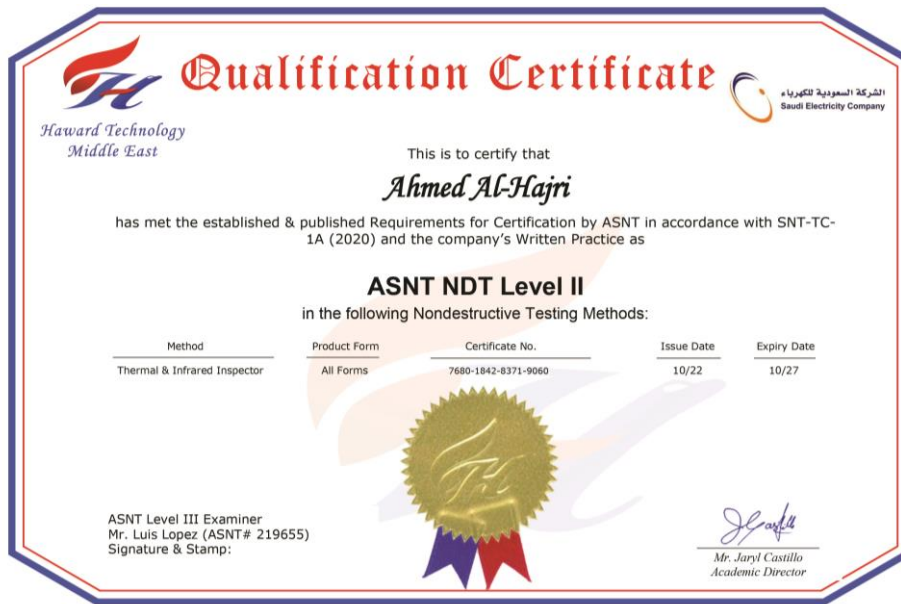 Qualification Certificate
Haward Technology
Middle East
الشركة السعودية للكهرباء
Saudi Electricity Company
This is to certify that
Ahmed Al-Hajri
has met the established & published Requirements for Certification by ASNT in accordance with SNT-TC-
1A (2020) and the company's Written Practice as
ASNT NDT Level II
in the following Nondestructive Testing Methods:
Method Product Form Certificate No. Issue Date Expiry Date
Thermal & Infrared Inspector All Forms 7680-1842-8371-9060 10/22 10/27
ASNT Level III Examiner
Mr. Luis Lopez (ASNT# 219655)
Signature & Stamp:
Mr. Jaryl Castillo
Academic Director